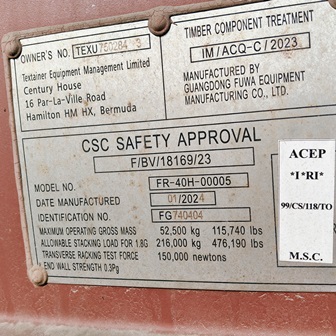 OWNER'S NO. TEXU 750284 3
Textainer Equipment Management Limited
Century House
16 Par-La-Ville Road
Hamilton HM HX, Bermuda
TIMBER COMPONENT TREATMENT
IM/ACQ-C/2023
MANUFACTURED BY
GUANGDONG FUWA EQUIPMENT
MANUFACTURING CO., LTD.
CSC SAFETY APPROVAL
F/BV/18169/23
MODEL NO. FR-40H-00005
DATE MANUFACTURED 01/2024
IDENTIFICATION NO. FG740404
MAXIMUM OPERATING GROSS MASS 52,500 kg 115,740 lbs
ALLOWABLE STACKING LOAD FOR 1.8G 216,000 kg 476,190 lbs
TRANSVERSE RACKING TEST FORCE 150,000 newtons
END WALL STRENGTH 0.3Pg
ACEP
*I*RI*
99/CS/118/TO
M.S.C.